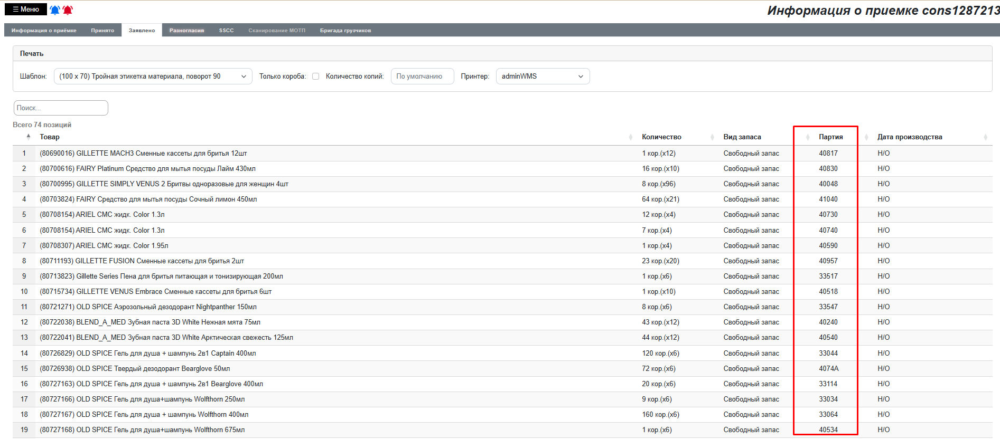 ☰ Меню
Информация о приемке cons1287213
Информация о приёмке Принято Заявлено Разногласия SSCC Сканирование МОТП Бригада грузчиков
Печать
Шаблон: (100 x 70) Тройная этикетка материала, поворот 90 Только короба: Количество копий: По умолчанию Принтер: adminWMS
Поиск...
Всего 74 позиций
Товар Количество Вид запаса Партия Дата производства
1 (80690016) GILLETTE MACH3 Сменные кассеты для бритья 12шт 1 кор.(x12) Свободный запас 40817 Н/О
2 (80700616) FAIRY Platinum Средство для мытья посуды Лайм 430мл 16 кор.(x10) Свободный запас 40830 Н/О
3 (80700995) GILLETTE SIMPLY VENUS 2 Бритвы одноразовые для женщин 4шт 8 кор.(x96) Свободный запас 40048 Н/О
4 (80703824) FAIRY Средство для мытья посуды Сочный лимон 450мл 64 кор.(x21) Свободный запас 41040 Н/О
5 (80708154) ARIEL СМС жидк. Color 1.3л 12 кор.(x4) Свободный запас 40730 Н/О
6 (80708154) ARIEL СМС жидк. Color 1.3л 7 кор.(x4) Свободный запас 40740 Н/О
7 (80708307) ARIEL СМС жидк. Color 1.95л 1 кор.(x4) Свободный запас 40590 Н/О
8 (80711193) GILLETTE FUSION Сменные кассеты для бритья 2шт 23 кор.(x20) Свободный запас 40957 Н/О
9 (80713823) Gillette Series Пена для бритья питающая и тонизирующая 200мл 1 кор.(x6) Свободный запас 33517 Н/О
10 (80715734) GILLETTE VENUS Embrace Сменные кассеты для бритья 6шт 1 кор.(x10) Свободный запас 40518 Н/О
11 (80721271) OLD SPICE Аэрозольный дезодорант Nightpanther 150мл 8 кор.(x6) Свободный запас 33547 Н/О
12 (80722038) BLEND_A_MED Зубная паста 3D White Нежная мята 75мл 43 кор.(x12) Свободный запас 40240 Н/О
13 (80722041) BLEND_A_MED Зубная паста 3D White Арктическая свежесть 125мл 44 кор.(x12) Свободный запас 40540 Н/О
14 (80726829) OLD SPICE Гель для душа + шампунь 2в1 Captain 400мл 120 кор.(x6) Свободный запас 33044 Н/О
15 (80726938) OLD SPICE Твердый дезодорант Bearglove 50мл 72 кор.(x6) Свободный запас 4074A Н/О
16 (80727163) OLD SPICE Гель для душа + шампунь 2в1 Bearglove 400мл 20 кор.(x6) Свободный запас 33114 Н/О
17 (80727166) OLD SPICE Гель для душа+шампунь Wolfthorn 250мл 9 кор.(x6) Свободный запас 33034 Н/О
18 (80727167) OLD SPICE Гель для душа + шампунь Wolfthorn 400мл 160 кор.(x6) Свободный запас 33064 Н/О
19 (80727168) OLD SPICE Гель для душа+шампунь Wolfthorn 675мл 1 кор.(x6) Свободный запас 40534 Н/О